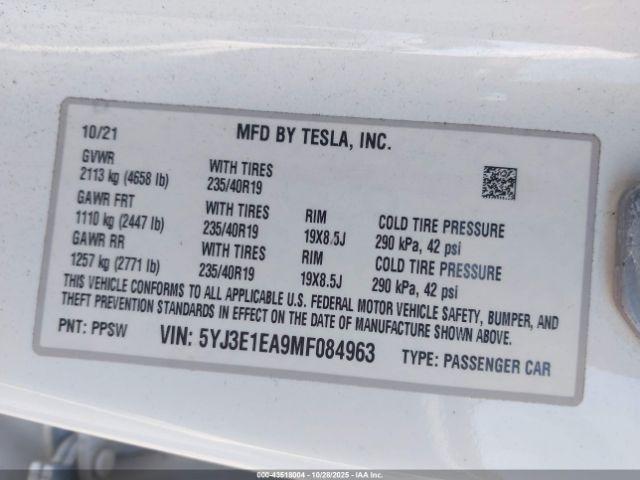 10/21 MFD BY TESLA, INC.
GVWR
2113 kg (4658 lb) WITH TIRES 235/40R19
GAWR FRT
1110 kg (2447 lb) WITH TIRES 235/40R19 RIM 19X8.5J COLD TIRE PRESSURE 290 kPa, 42 psi
GAWR RR
1257 kg (2771 lb) WITH TIRES 235/40R19 RIM 19X8.5J COLD TIRE PRESSURE 290 kPa, 42 psi
THIS VEHICLE CONFORMS TO ALL APPLICABLE U.S. FEDERAL MOTOR VEHICLE SAFETY, BUMPER, AND
THEFT PREVENTION STANDARDS IN EFFECT ON THE DATE OF MANUFACTURE SHOWN ABOVE.
PNT: PPSW VIN: 5YJ3E1EA9MF084963 TYPE: PASSENGER CAR
000-43518004 | 10/28/2025 - IAAI.com